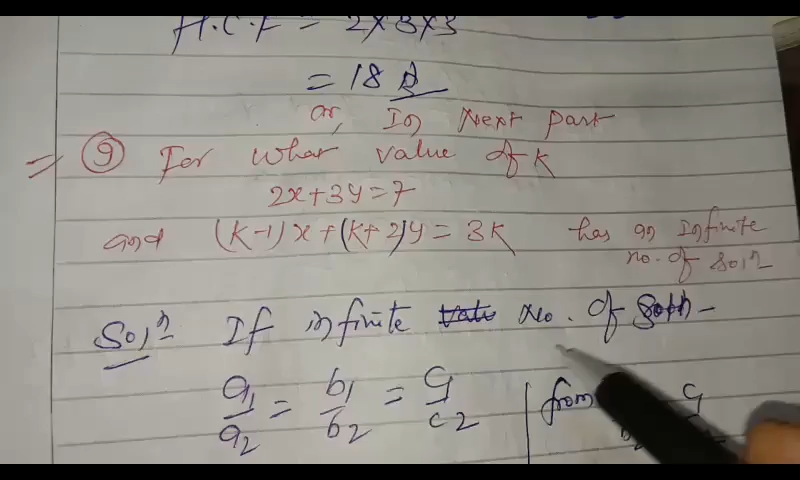 H.C.F = 2x3x3
= 18
or, In Next part
⇒ ⑨ For what value of k
2x+3y=7
and (k-1)x+(k+2)y = 3k has an Infinite
no. of soln
Soln If infinite no. of soln-
a1/a2 = b1/b2 = c1/c2 from